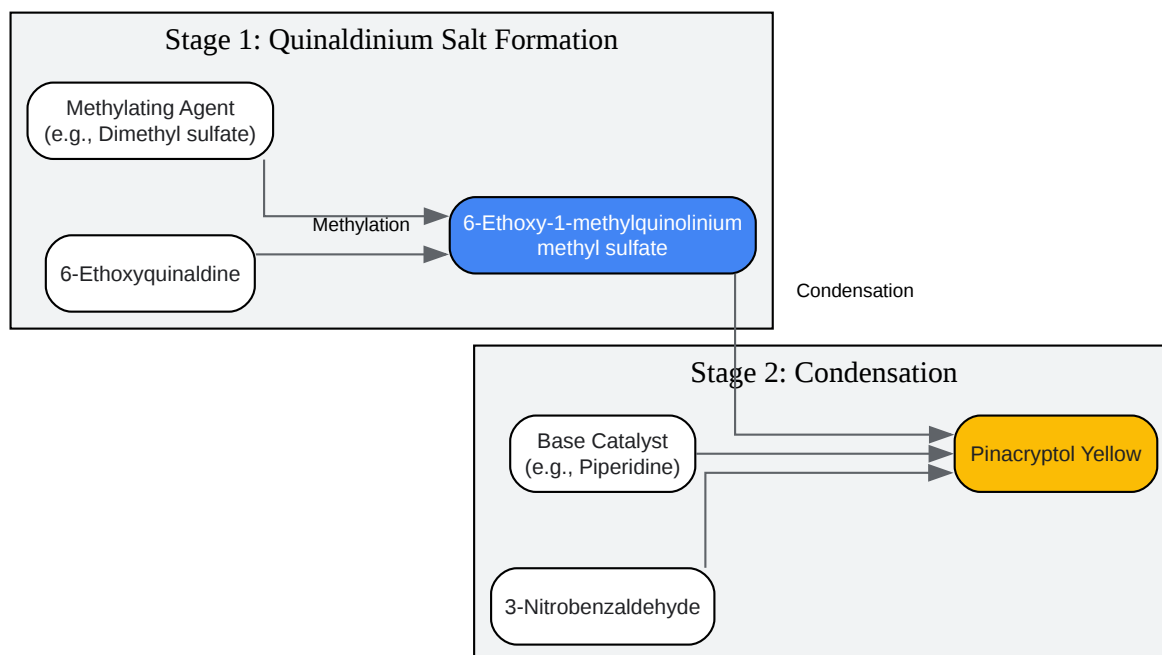 Stage 1: Quinaldinium Salt Formation
Methylating Agent
(e.g., Dimethyl sulfate)
Methylation
6-Ethoxy-1-methylquinolinium
methyl sulfate
6-Ethoxyquinaldine
Condensation
Stage 2: Condensation
Base Catalyst
(e.g., Piperidine)
Pinacryptol Yellow
3-Nitrobenzaldehyde